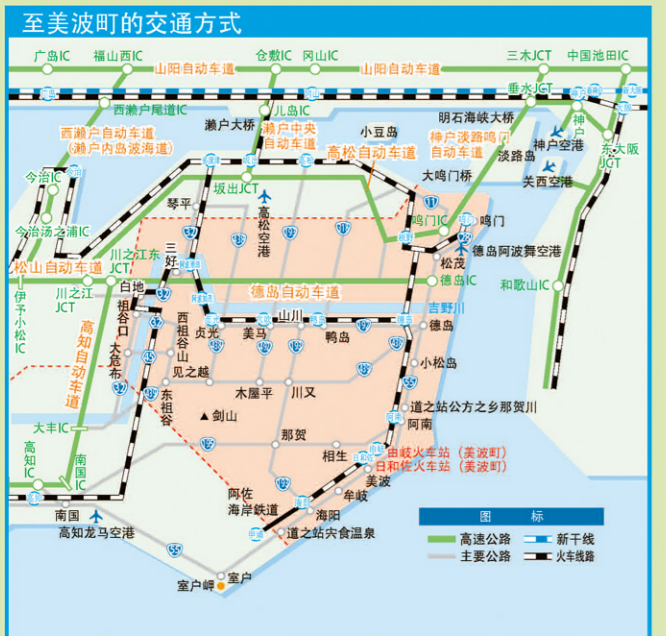 至美波町的交通方式
广岛IC
福山西IC
山阳自动车道
仓敷IC
冈山IC
山阳自动车道
三木JCT
中国池田IC
西濑户尾道IC
儿岛IC
垂水JCT
神户
濑户大桥
濑户中央
自动车道
小豆岛
明石海峡大桥
神户淡路鸣门
自动车道
淡路岛
神户空港
关西空港
东大阪
JCT
西濑户自动车道
(濑户内岛波海道)
今治IC
今治汤之浦IC
高松自动车道
大鸣门桥
坂出JCT
琴平
高松空港
11
鸣门IC
鸣门
德岛阿波舞空港
松茂
32
三好
川之江东
JCT
松山自动车道
德岛自动车道
德岛IC
和歌山IC
伊予小松IC
川之江
JCT
白地
祖谷口
32
吉野川
德岛
西祖谷山
贞光
美马
山川
鸭岛
高知自动车道
大危布
45
32
见之越
小松岛
55
东祖谷
木屋平
川又
剑山
道之站公方之乡那贺川
阿南
大丰IC
高知IC
南国IC
195
那贺
相生
由岐火车站(美波町)
日和佐火车站(美波町)
美波
牟岐
阿佐
海岸铁道
海阳
南国
高知龙马空港
道之站宍食温泉
55
室户
室户岬
图 标
高速公路
新干线
主要公路
火车线路